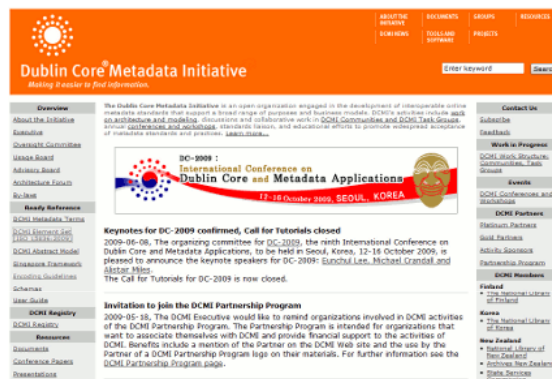 ABOUT THE INITIATIVE
DOCUMENTS
GROUPS
RESOURCES
DCMI NEWS
TOOLS AND SOFTWARE
PROJECTS
Dublin Core® Metadata Initiative
Making it easier to find information.
Enter keyword
Searc
Overview
About the Initiative
Executive
Oversight Committee
Usage Board
Advisory Board
Architecture Forum
By-laws
Ready Reference
DCMI Metadata Terms
DCMI Element Set
DCMI Abstract Model
Singapore Framework
Encoding Guidelines
Schemas
User Guide
DCMI Registry
DCMI Registry
Resources
Documents
Conference Papers
Presentations
The Dublin Core Metadata Initiative is an open organization engaged in the development of interoperable online
metadata standards that support a broad range of purposes and business models. DCMI's activities include work
on architecture and modeling, discussions and collaborative work in DCMI Communities and DCMI Task Groups,
annual conferences and workshops, standards liaison, and educational efforts to promote widespread acceptance
of metadata standards and practices. Learn more...
DC-2009 :
International Conference on
Dublin Core and Metadata Applications
12-16 October 2009, SEOUL, KOREA
Keynotes for DC-2009 confirmed, Call for Tutorials closed
2009-06-08, The organizing committee for DC-2009, the ninth International Conference on
Dublin Core and Metadata Applications, to be held in Seoul, Korea, 12-16 October 2009, is
pleased to announce the keynote speakers for DC-2009: Eunchul Lee, Michael Crandall and
Alistair Miles.
The Call for Tutorials for DC-2009 is now closed.
Invitation to join the DCMI Partnership Program
2009-05-18, The DCMI Executive would like to remind organizations involved in DCMI activities
of the DCMI Partnership Program. The Partnership Program is intended for organizations that
want to associate themselves with DCMI and provide financial support to the activities of
DCMI. Benefits include a mention of the Partner on the DCMI Web site and the use by the
Partner of a DCMI Partnership Program logo on their materials. For further information see the
DCMI Partnership Program page.
Contact Us
Subscribe
Feedback
Work in Progress
DCMI Work Structure:
Communities, Task
Groups
Events
DCMI Conferences and
Workshops
DCMI Partners
Platinum Partners
Gold Partners
Activity Sponsors
Partnership Program
DCMI Members
Finland
The National Library
of Finland
Korea
The National Library
of Korea
New Zealand
National Library of
New Zealand
Archives New Zealand
State Services